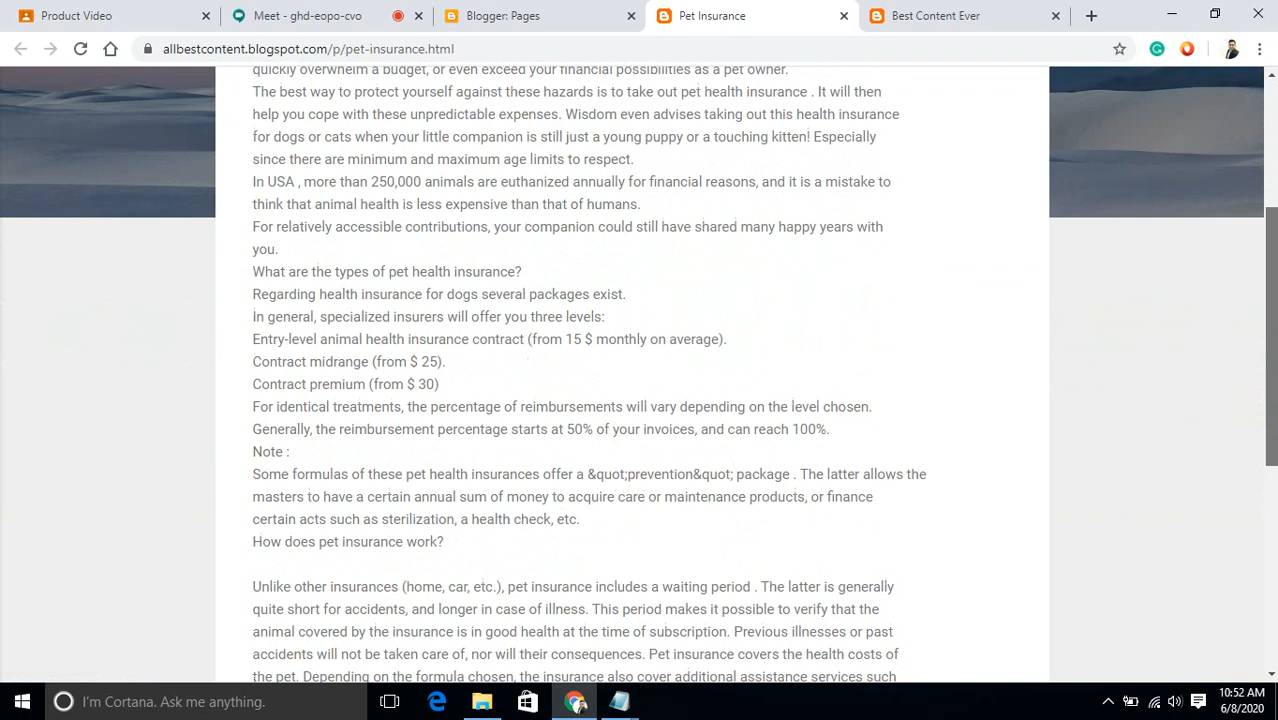 Product Video
Meet - ghd-eopo-cvo
Blogger: Pages
Pet Insurance
Best Content Ever
allbestcontent.blogspot.com/p/pet-insurance.html
quickly overwhelm a budget, or even exceed your financial possibilities as a pet owner.
The best way to protect yourself against these hazards is to take out pet health insurance . It will then
help you cope with these unpredictable expenses. Wisdom even advises taking out this health insurance
for dogs or cats when your little companion is still just a young puppy or a touching kitten! Especially
since there are minimum and maximum age limits to respect.
In USA , more than 250,000 animals are euthanized annually for financial reasons, and it is a mistake to
think that animal health is less expensive than that of humans.
For relatively accessible contributions, your companion could still have shared many happy years with
you.
What are the types of pet health insurance?
Regarding health insurance for dogs several packages exist.
In general, specialized insurers will offer you three levels:
Entry-level animal health insurance contract (from 15 $ monthly on average).
Contract midrange (from $ 25).
Contract premium (from $ 30)
For identical treatments, the percentage of reimbursements will vary depending on the level chosen.
Generally, the reimbursement percentage starts at 50% of your invoices, and can reach 100%.
Note :
Some formulas of these pet health insurances offer a &quot;prevention&quot; package . The latter allows the
masters to have a certain annual sum of money to acquire care or maintenance products, or finance
certain acts such as sterilization, a health check, etc.
How does pet insurance work?
Unlike other insurances (home, car, etc.), pet insurance includes a waiting period . The latter is generally
quite short for accidents, and longer in case of illness. This period makes it possible to verify that the
animal covered by the insurance is in good health at the time of subscription. Previous illnesses or past
accidents will not be taken care of, nor will their consequences. Pet insurance covers the health costs of
the pet. Depending on the formula chosen, the insurance also cover additional assistance services such
I'm Cortana. Ask me anything.
10:52 AM
6/8/2020